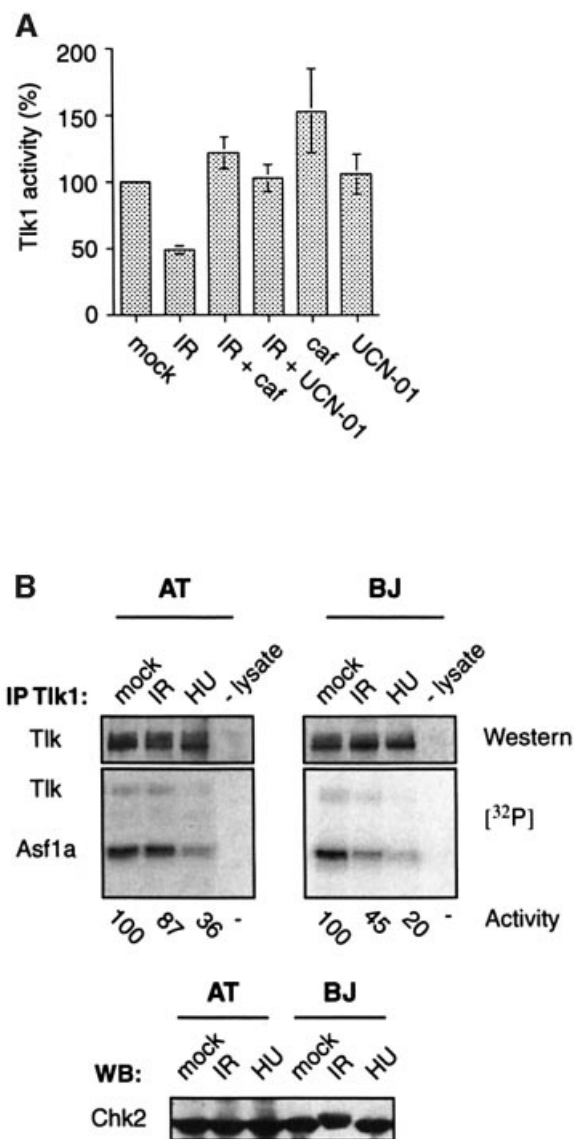 A
Tlk1 activity (%)
200
150
100
50
0
mock
IR
IR + caf
IR + UCN-01
caf
UCN-01
B
AT
BJ
IP Tlk1:
mock
IR
HU
- lysate
mock
IR
HU
- lysate
Tlk
Western
Tlk
[32P]
Asf1a
100
87
36
-
100
45
20
-
Activity
AT
BJ
WB:
mock
IR
HU
mock
IR
HU
Chk2